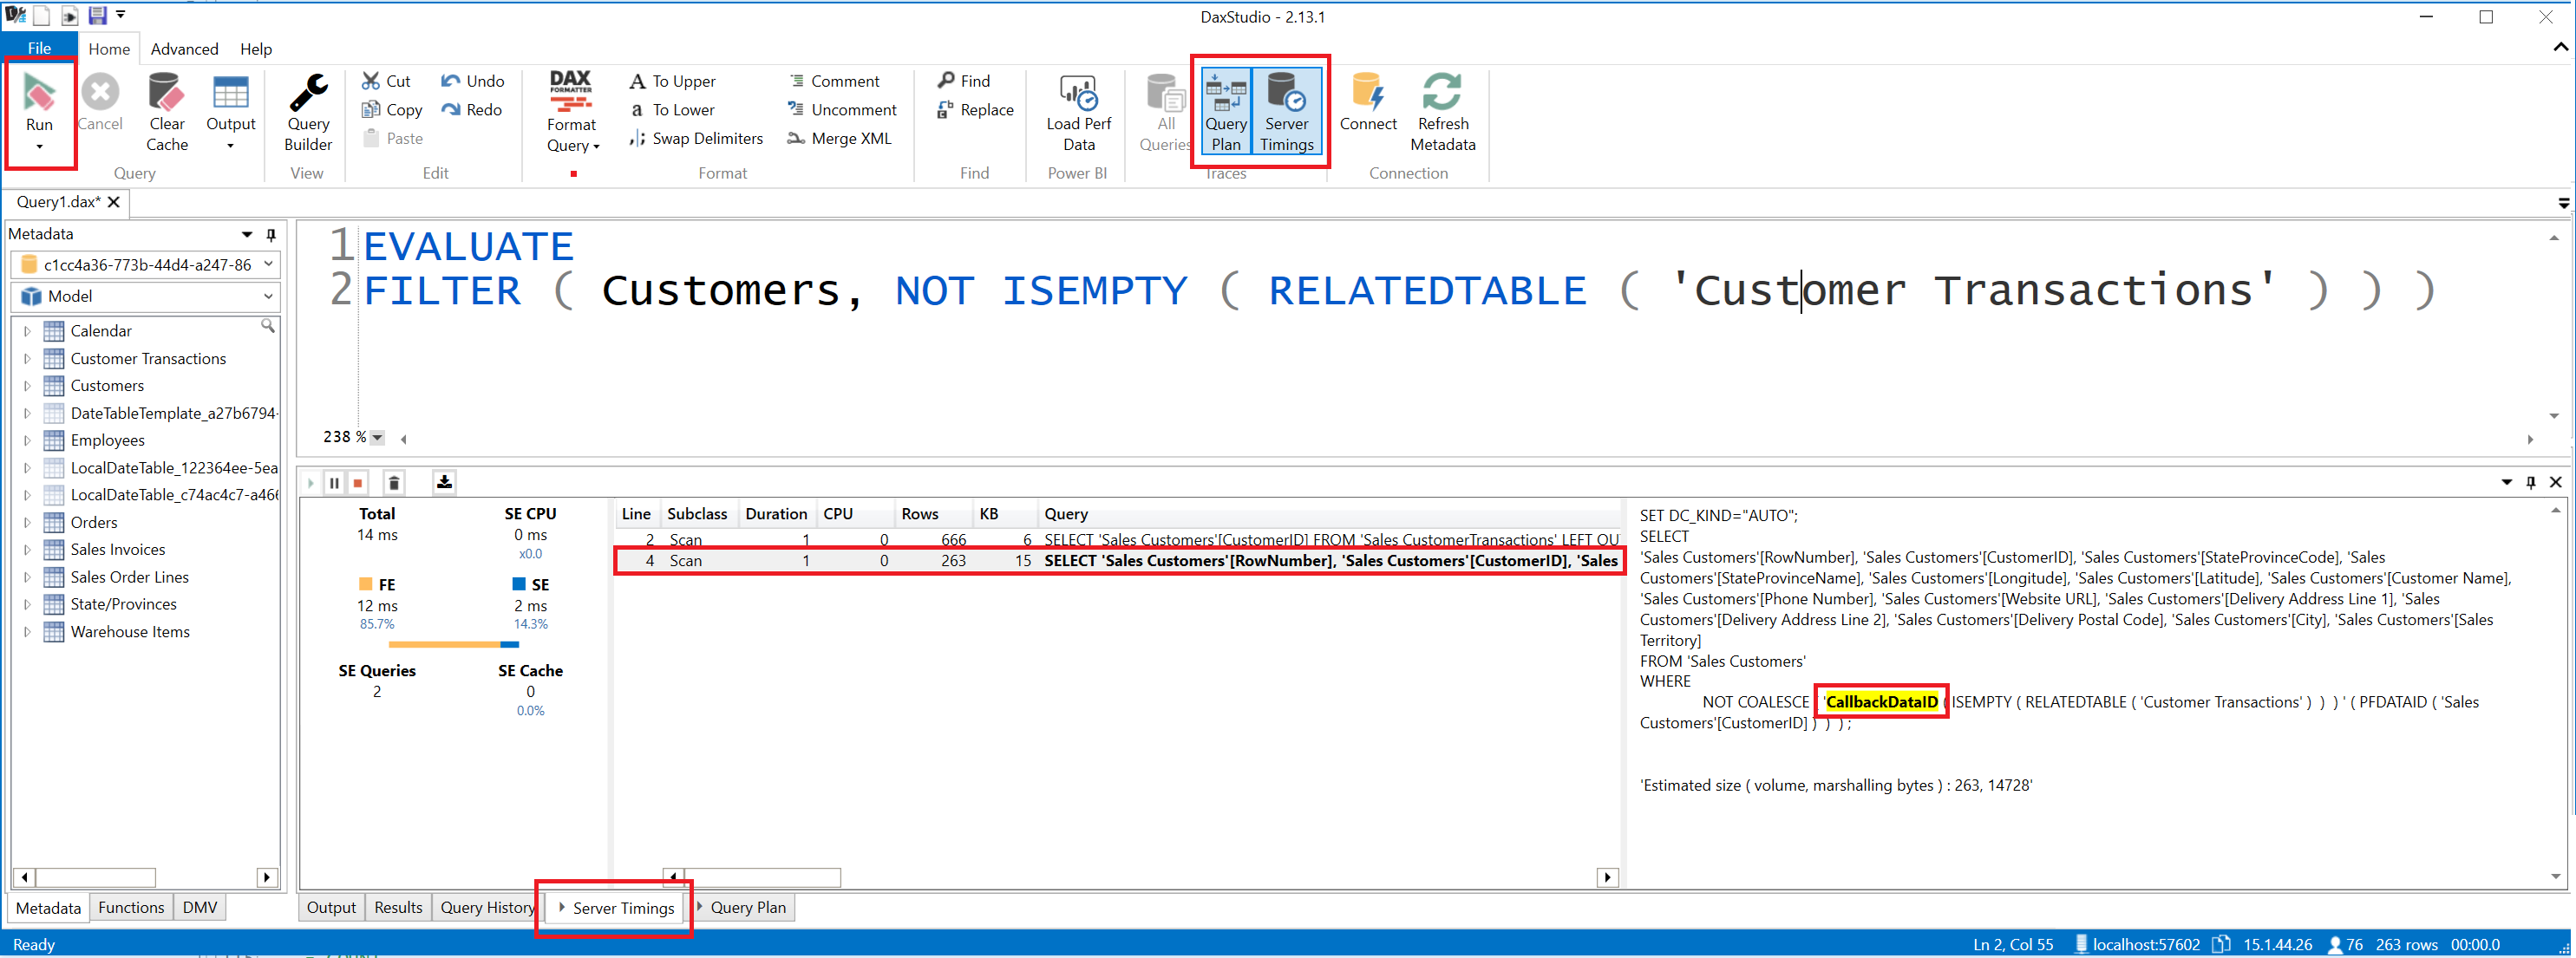 DaxStudio - 2.13.1
File Home Advanced Help
Run
Cancel
Clear Cache
Output
Query
Query Builder
View
Cut
Copy
Paste
Undo
Redo
Edit
DAX FORMATTER
Format Query
To Upper
To Lower
Swap Delimiters
Comment
Uncomment
Merge XML
Format
Find
Replace
Find
Load Perf Data
Power BI
All Queries
Query Plan
Server Timings
Traces
Connect
Refresh Metadata
Connection
Query1.dax*
Metadata
c1cc4a36-773b-44d4-a247-86
Model
Calendar
Customer Transactions
Customers
DateTableTemplate_a27b6794-
Employees
LocalDateTable_122364ee-5ea
LocalDateTable_c74ac4c7-a466
Orders
Sales Invoices
Sales Order Lines
State/Provinces
Warehouse Items
Metadata Functions DMV
1 EVALUATE
2 FILTER ( Customers, NOT ISEMPTY ( RELATEDTABLE ( 'Customer Transactions' ) ) )
238 %
Total SE CPU
14 ms 0 ms
x0.0
FE SE
12 ms 2 ms
85.7% 14.3%
SE Queries SE Cache
2 0
0.0%
Line Subclass Duration CPU Rows KB Query
2 Scan 1 0 666 6 SELECT 'Sales Customers'[CustomerID] FROM 'Sales CustomerTransactions' LEFT OU
4 Scan 1 0 263 15 SELECT 'Sales Customers'[RowNumber], 'Sales Customers'[CustomerID], 'Sales
SET DC_KIND="AUTO";
SELECT
'Sales Customers'[RowNumber], 'Sales Customers'[CustomerID], 'Sales Customers'[StateProvinceCode], 'Sales
Customers'[StateProvinceName], 'Sales Customers'[Longitude], 'Sales Customers'[Latitude], 'Sales Customers'[Customer Name],
'Sales Customers'[Phone Number], 'Sales Customers'[Website URL], 'Sales Customers'[Delivery Address Line 1], 'Sales
Customers'[Delivery Address Line 2], 'Sales Customers'[Delivery Postal Code], 'Sales Customers'[City], 'Sales Customers'[Sales
Territory]
FROM 'Sales Customers'
WHERE
NOT COALESCE ( 'CallbackDataID ( ISEMPTY ( RELATEDTABLE ( 'Customer Transactions' ) ) ) ' ( PFDATAID ( 'Sales
Customers'[CustomerID] ) ) ) ;
'Estimated size ( volume, marshalling bytes ) : 263, 14728'
Output Results Query History Server Timings Query Plan
Ready
Ln 2, Col 55 localhost:57602 15.1.44.26 76 263 rows 00:00.0